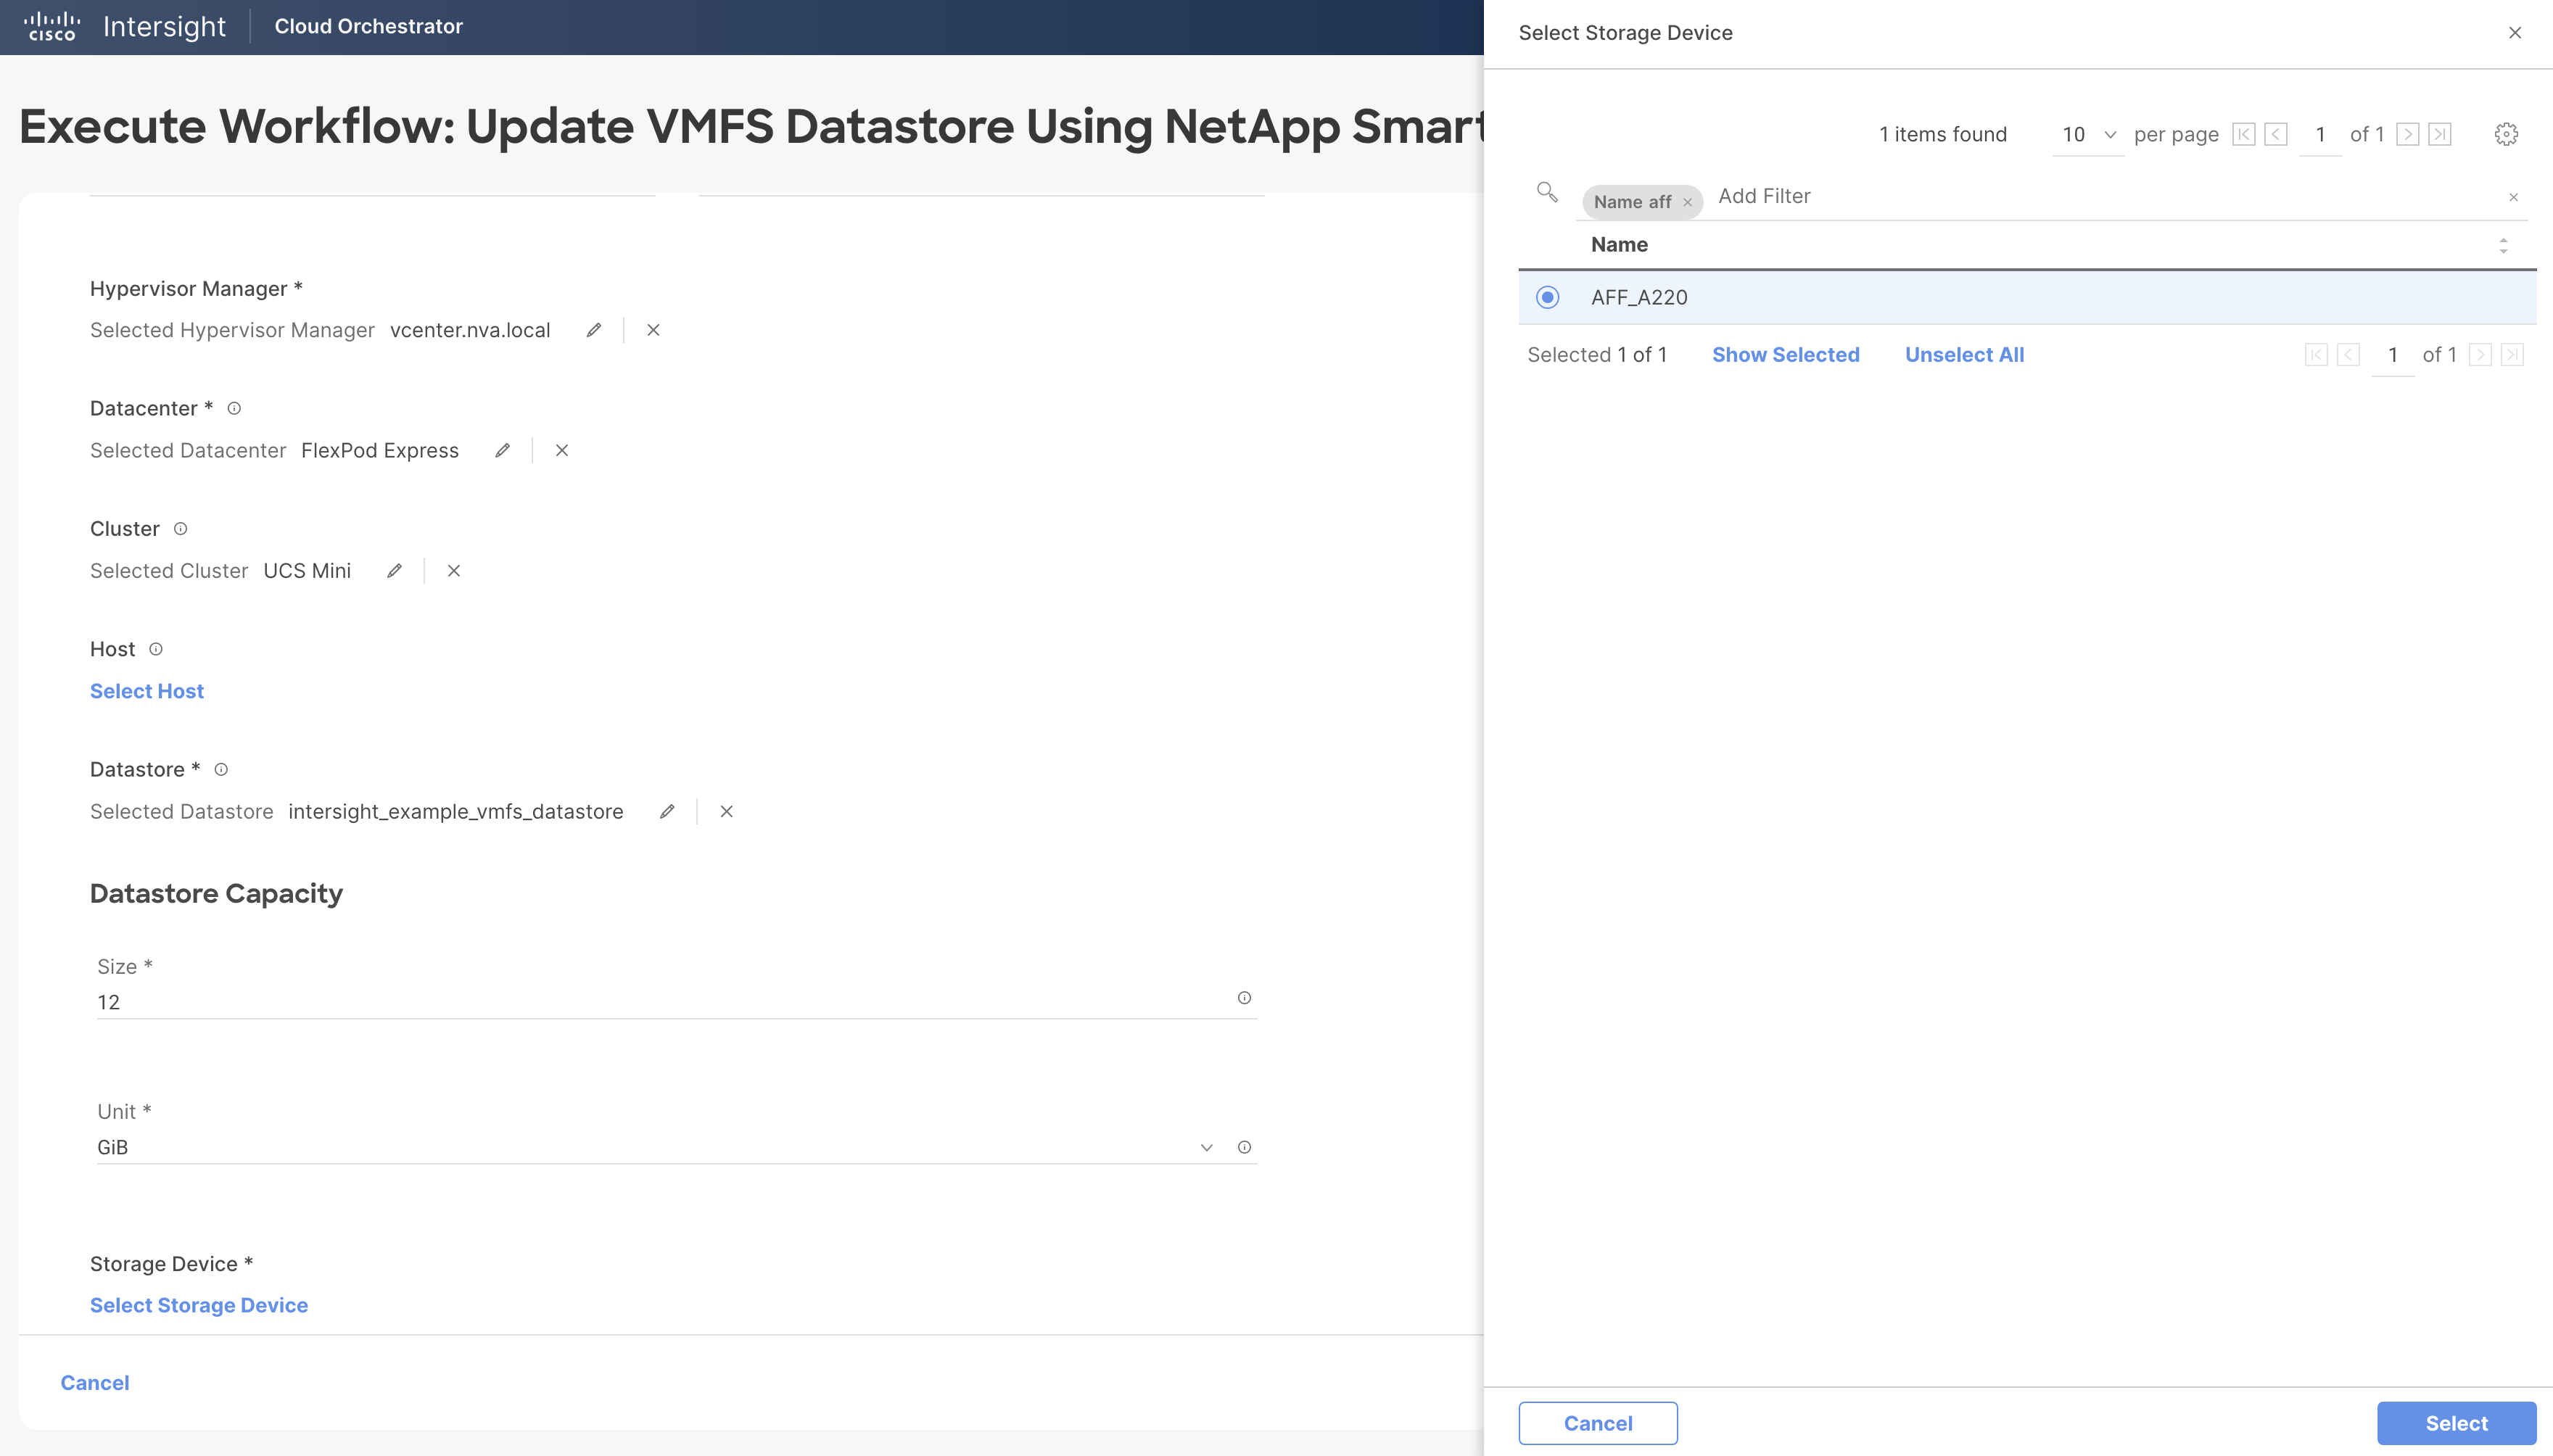 cisco Intersight Cloud Orchestrator
Execute Workflow: Update VMFS Datastore Using NetApp Smart
Hypervisor Manager *
Selected Hypervisor Manager vcenter.nva.local
Datacenter *
Selected Datacenter FlexPod Express
Cluster
Selected Cluster UCS Mini
Host
Select Host
Datastore *
Selected Datastore intersight_example_vmfs_datastore
Datastore Capacity
Size *
12
Unit *
GiB
Storage Device *
Select Storage Device
Cancel
Select Storage Device
1 items found 10 per page 1 of 1
Name aff Add Filter
Name
AFF_A220
Selected 1 of 1 Show Selected Unselect All 1 of 1
Cancel Select